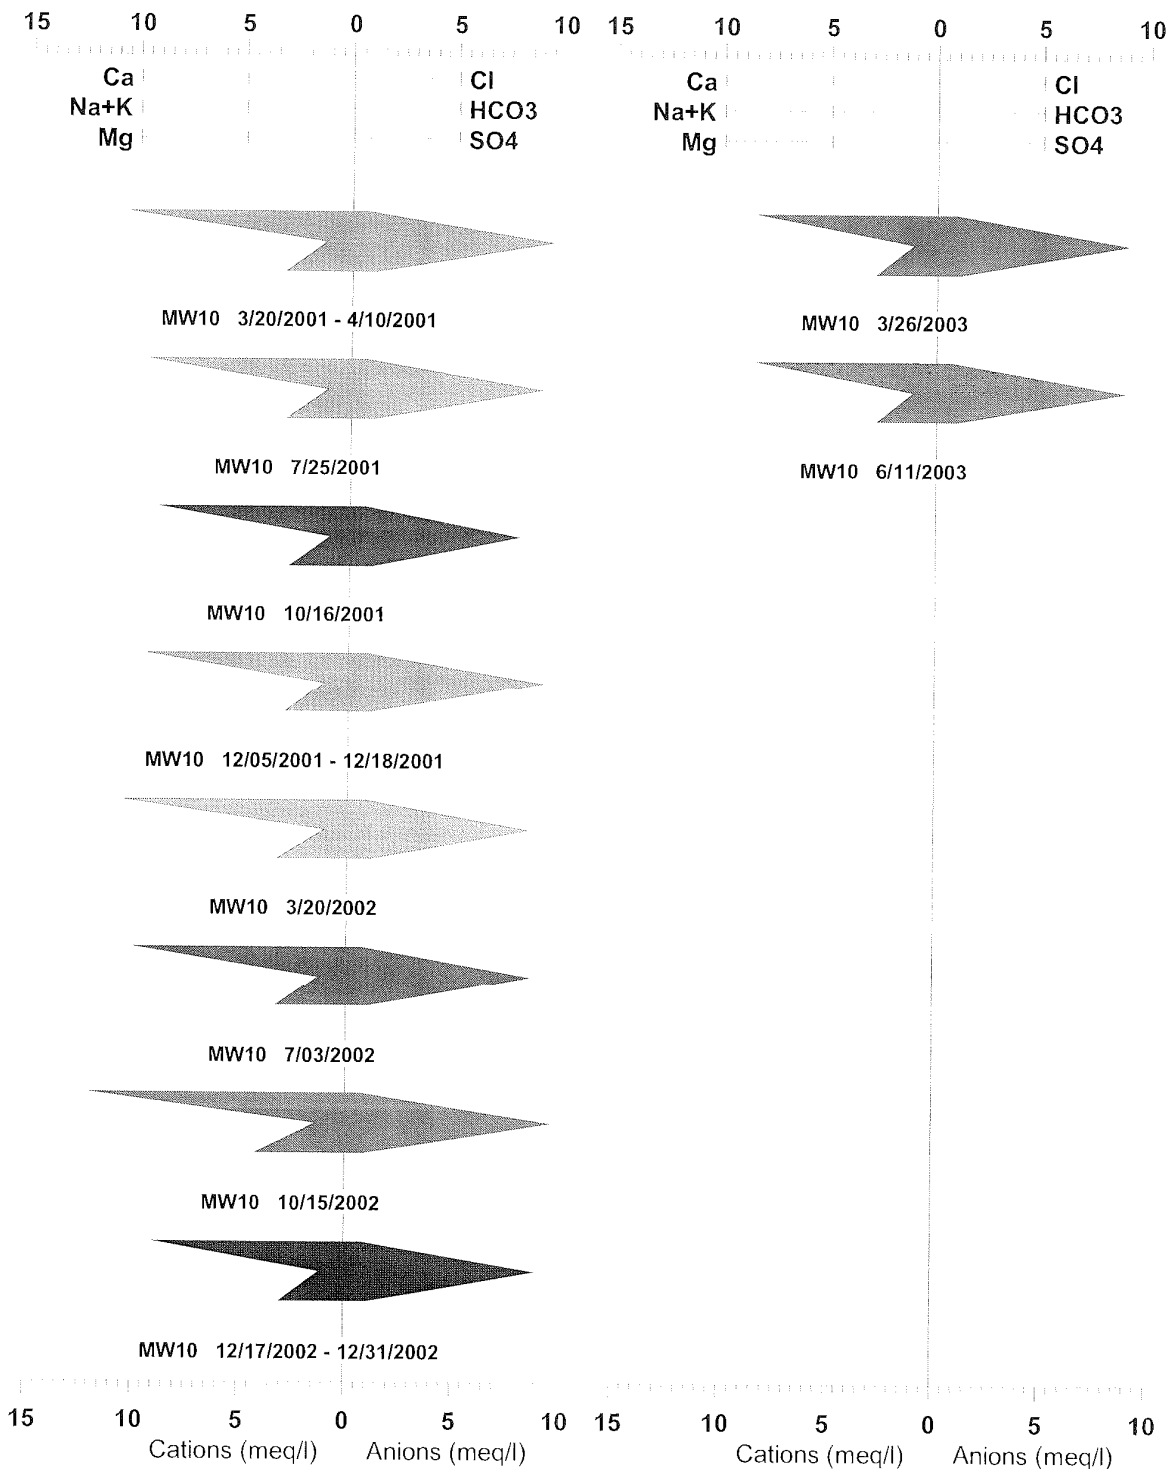 15 10 0 5 10
Ca Cl
Na+K HCO3
Mg SO4
MW10 3/20/2001 - 4/10/2001
MW10 7/25/2001
MW10 10/16/2001
MW10 12/05/2001 - 12/18/2001
MW10 3/20/2002
MW10 7/03/2002
MW10 10/15/2002
MW10 12/17/2002 - 12/31/2002
15 10 5 0 5 10
Cations (meq/l) Anions (meq/l)
15 10 5 0 5 10
Ca Cl
Na+K HCO3
Mg SO4
MW10 3/26/2003
MW10 6/11/2003
15 10 5 0 5 10
Cations (meq/l) Anions (meq/l)